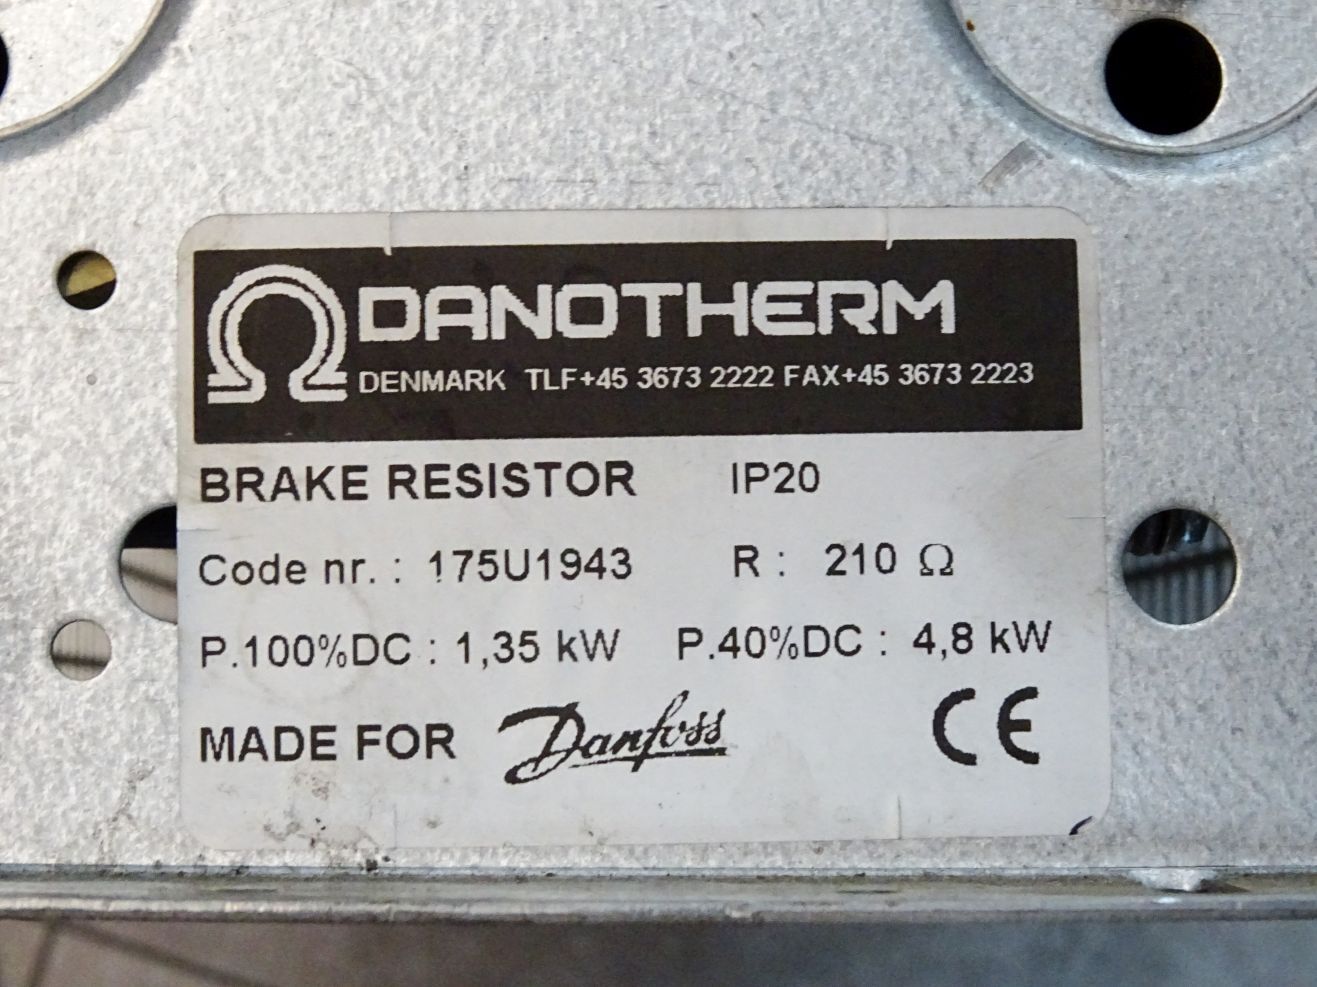 DANOTHERM
DENMARK TLF+45 3673 2222 FAX+45 3673 2223
BRAKE RESISTOR IP20
Code nr. : 175U1943 R : 210 Ω
P.100%DC : 1,35 kW P.40%DC : 4,8 kW
MADE FOR Danfoss CE